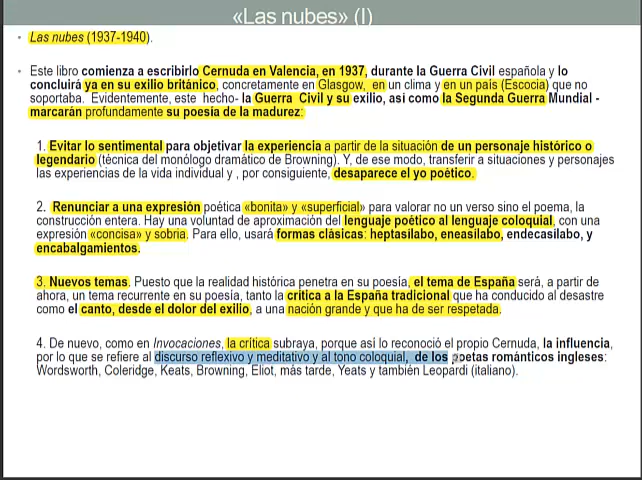 «Las nubes» (I)
• Las nubes (1937-1940).
• Este libro comienza a escribirlo Cernuda en Valencia, en 1937, durante la Guerra Civil española y lo
concluirá ya en su exilio británico, concretamente en Glasgow, en un clima y en un país (Escocia) que no
soportaba. Evidentemente, este hecho- la Guerra Civil y su exilio, así como la Segunda Guerra Mundial -
marcarán profundamente su poesía de la madurez:
1. Evitar lo sentimental para objetivar la experiencia a partir de la situación de un personaje histórico o
legendario (técnica del monólogo dramático de Browning). Y, de ese modo, transferir a situaciones y personajes
las experiencias de la vida individual y , por consiguiente, desaparece el yo poético.
2. Renunciar a una expresión poética «bonita» y «superficial» para valorar no un verso sino el poema, la
construcción entera. Hay una voluntad de aproximación del lenguaje poético al lenguaje coloquial, con una
expresión «concisa» y sobria. Para ello, usará formas clásicas: heptasílabo, eneasílabo, endecasílabo, y
encabalgamientos.
3. Nuevos temas. Puesto que la realidad histórica penetra en su poesía, el tema de España será, a partir de
ahora, un tema recurrente en su poesía, tanto la crítica a la España tradicional que ha conducido al desastre
como el canto, desde el dolor del exilio, a una nación grande y que ha de ser respetada.
4. De nuevo, como en Invocaciones, la crítica subraya, porque así lo reconoció el propio Cernuda, la influencia,
por lo que se refiere al discurso reflexivo y meditativo y al tono coloquial, de los poetas románticos ingleses:
Wordsworth, Coleridge, Keats, Browning, Eliot, más tarde, Yeats y también Leopardi (italiano).